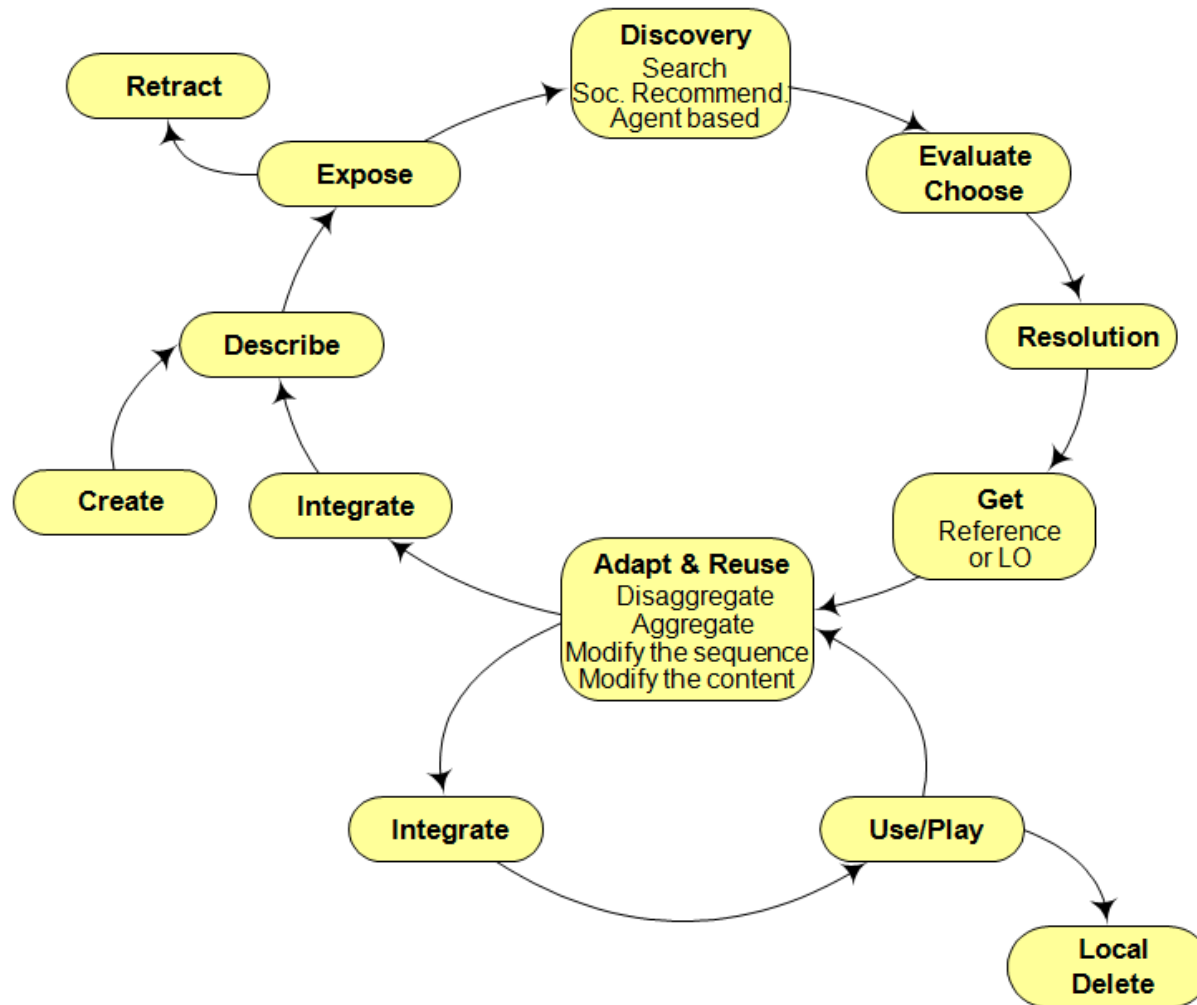 Discovery
Search
Soc. Recommend.
Agent based
Retract
Evaluate
Choose
Expose
Resolution
Describe
Get
Reference
or LO
Create
Integrate
Adapt & Reuse
Disaggregate
Aggregate
Modify the sequence
Modify the content
Integrate
Use/Play
Local
Delete